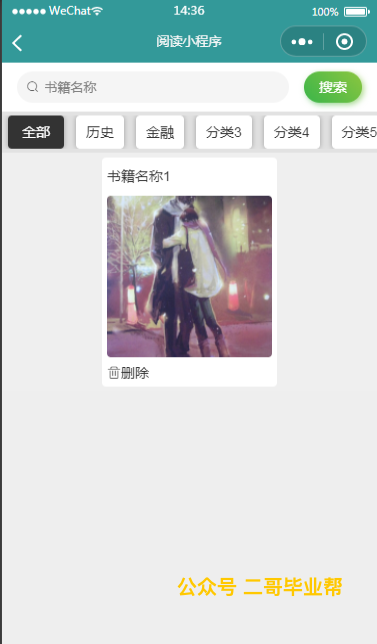 WeChat 14:36 100%
阅读小程序
书籍名称 搜索
全部 历史 金融 分类3 分类4 分类5
书籍名称1
删除
公众号 二哥毕业帮